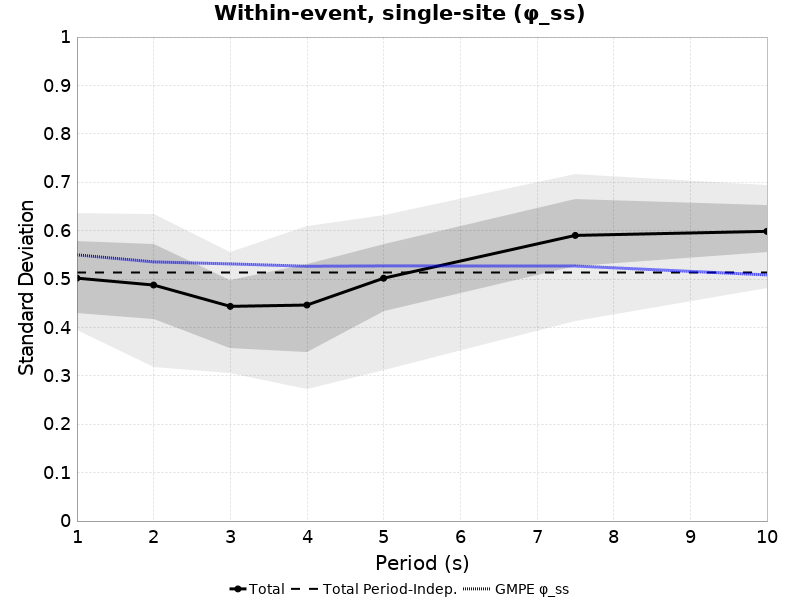 Within-event, single-site (φ_ss)
Standard Deviation
1
0.9
0.8
0.7
0.6
0.5
0.4
0.3
0.2
0.1
0
1 2 3 4 5 6 7 8 9 10
Period (s)
Total Total Period-Indep. GMPE φ_ss